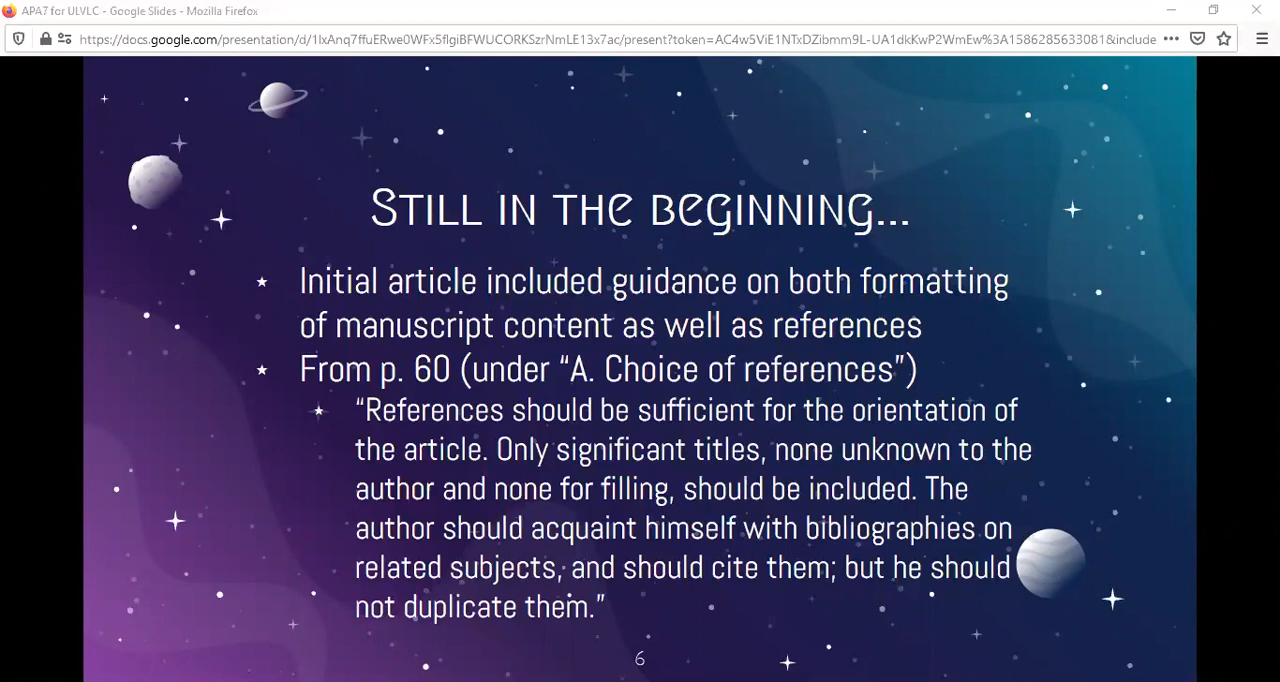 APA7 for ULVLC - Google Slides - Mozilla Firefox
https://docs.google.com/presentation/d/1lxAnq7ffuERwe0WFx5flgiBFWUCORKSzrNmLE13x7ac/present?token=AC4w5ViE1NTxDZibmm9L-UA1dkKwP2WmEw%3A1586285633081&include
Still in the beginning...
Initial article included guidance on both formatting
of manuscript content as well as references
From p. 60 (under “A. Choice of references”)
“References should be sufficient for the orientation of
the article. Only significant titles, none unknown to the
author and none for filling, should be included. The
author should acquaint himself with bibliographies on
related subjects, and should cite them; but he should
not duplicate them.”
6